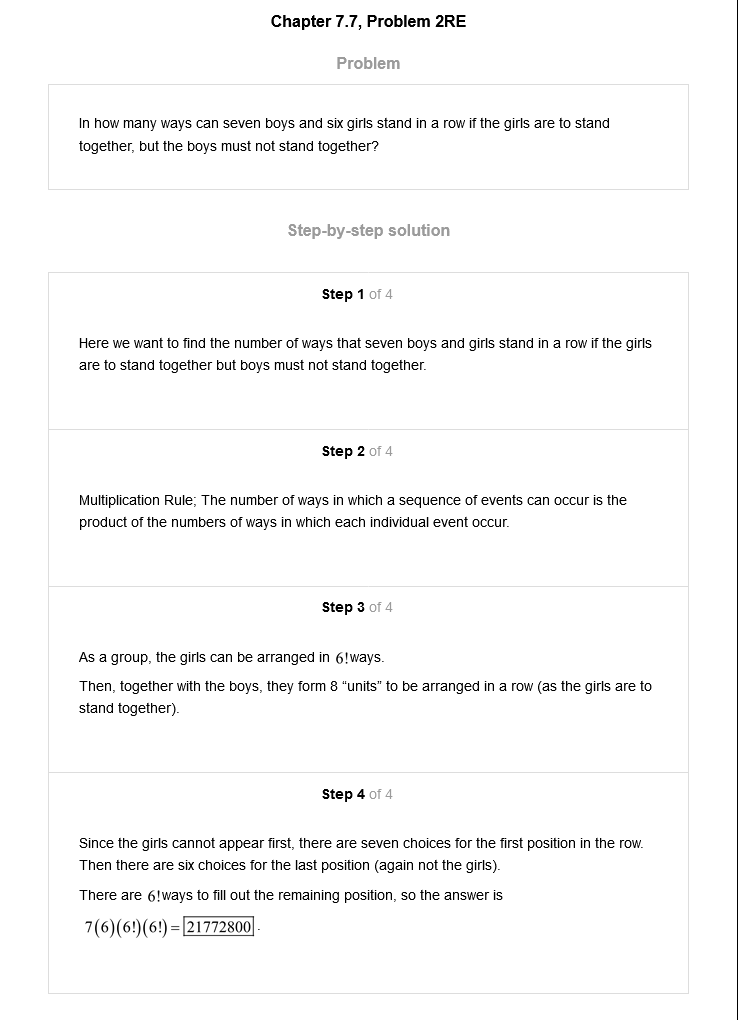 Chapter 7.7, Problem 2RE
Problem
In how many ways can seven boys and six girls stand in a row if the girls are to stand
together, but the boys must not stand together?
Step-by-step solution
Step 1 of 4
Here we want to find the number of ways that seven boys and girls stand in a row if the girls
are to stand together but boys must not stand together.
Step 2 of 4
Multiplication Rule; The number of ways in which a sequence of events can occur is the
product of the numbers of ways in which each individual event occur.
Step 3 of 4
As a group, the girls can be arranged in 6!ways.
Then, together with the boys, they form 8 “units” to be arranged in a row (as the girls are to
stand together).
Step 4 of 4
Since the girls cannot appear first, there are seven choices for the first position in the row.
Then there are six choices for the last position (again not the girls).
There are 6!ways to fill out the remaining position, so the answer is
7(6)(6!)(6!)=21772800.